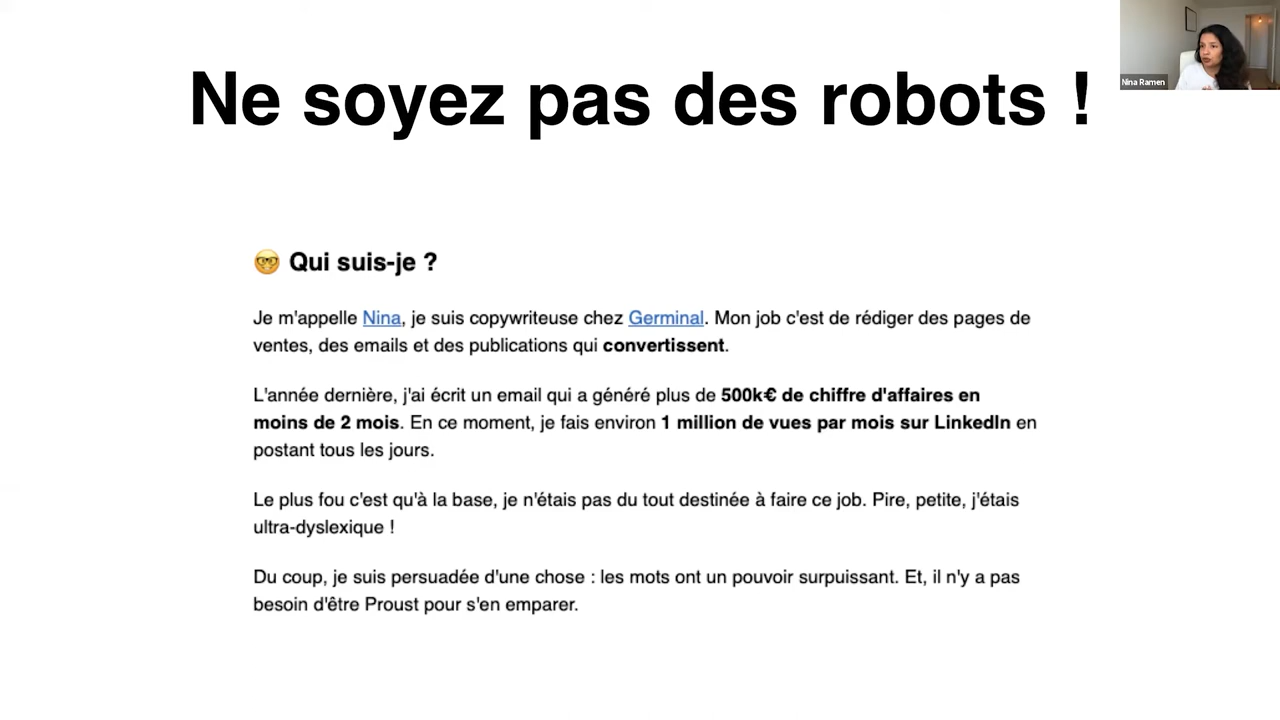 Ne soyez pas des robots !
Nina Ramen
🤓 Qui suis-je ?
Je m'appelle Nina, je suis copywriteuse chez Germinal. Mon job c'est de rédiger des pages de
ventes, des emails et des publications qui convertissent.
L'année dernière, j'ai écrit un email qui a généré plus de 500k€ de chiffre d'affaires en
moins de 2 mois. En ce moment, je fais environ 1 million de vues par mois sur LinkedIn en
postant tous les jours.
Le plus fou c'est qu'à la base, je n'étais pas du tout destinée à faire ce job. Pire, petite, j'étais
ultra-dyslexique !
Du coup, je suis persuadée d'une chose : les mots ont un pouvoir surpuissant. Et, il n'y a pas
besoin d'être Proust pour s'en emparer.